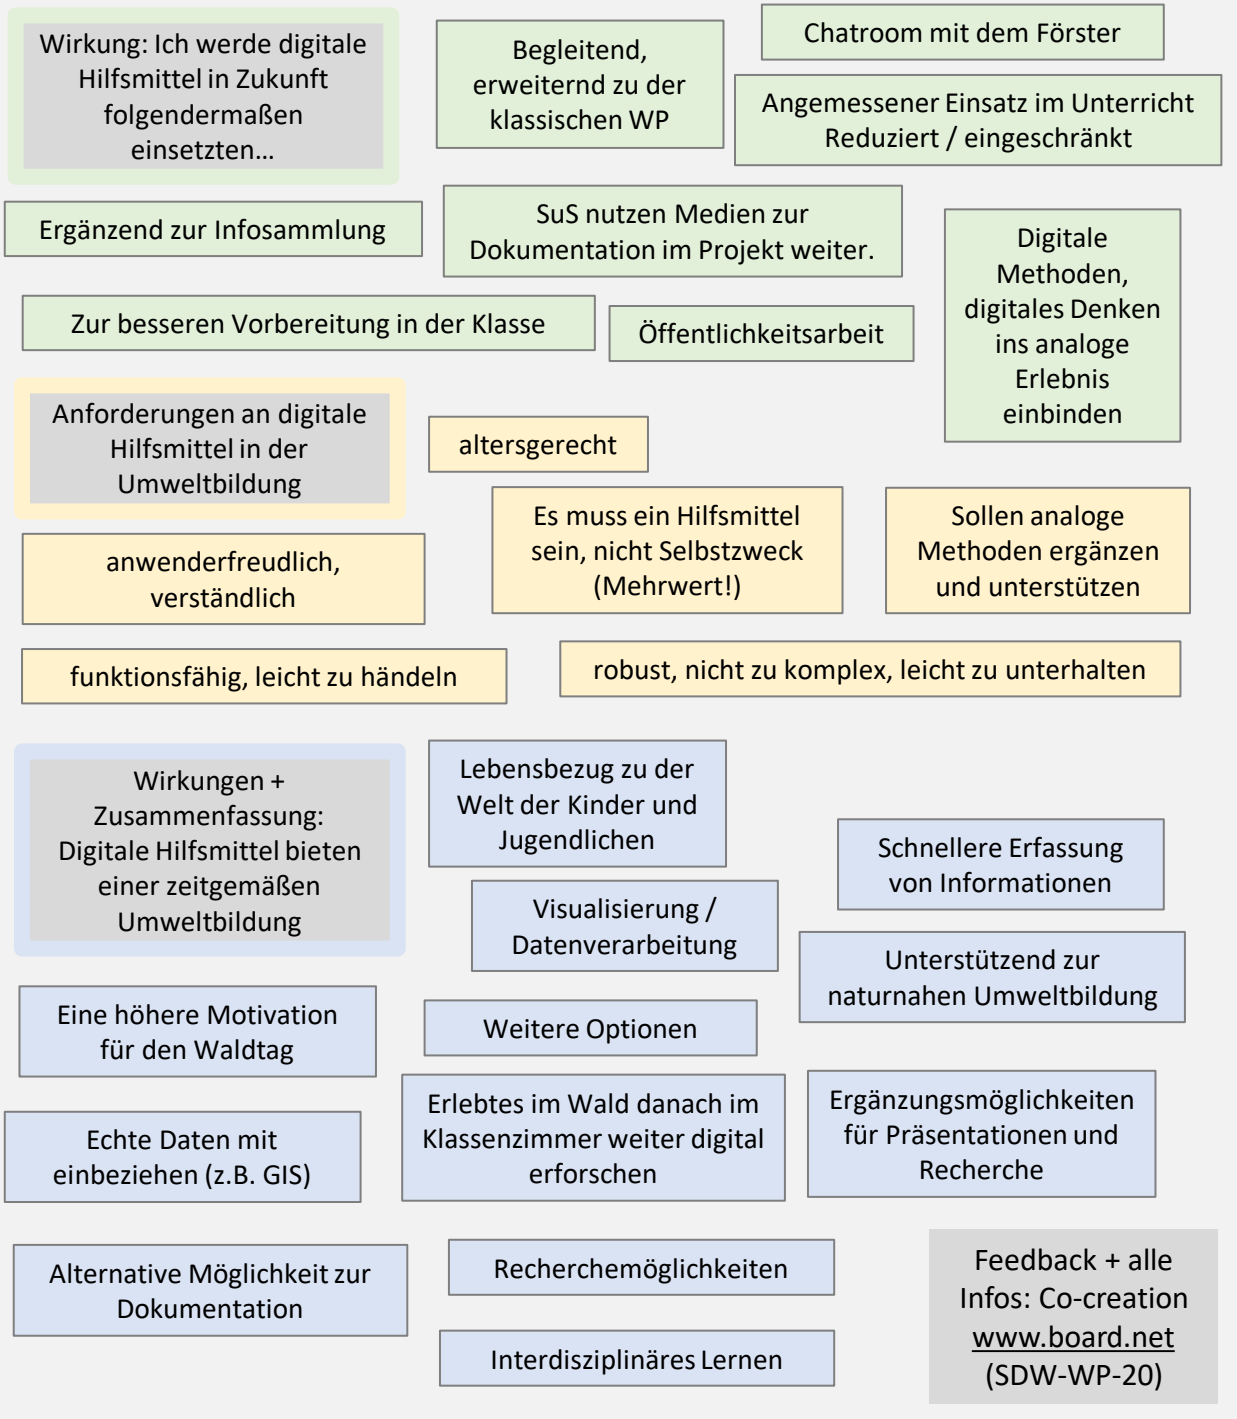 Wirkung: Ich werde digitale
Hilfsmittel in Zukunft
folgendermaßen
einsetzten…
Begleitend,
erweiternd zu der
klassischen WP
Chatroom mit dem Förster
Angemessener Einsatz im Unterricht
Reduziert / eingeschränkt
Ergänzend zur Infosammlung
SuS nutzen Medien zur
Dokumentation im Projekt weiter.
Digitale
Methoden,
digitales Denken
ins analoge
Erlebnis
einbinden
Zur besseren Vorbereitung in der Klasse
Öffentlichkeitsarbeit
Anforderungen an digitale
Hilfsmittel in der
Umweltbildung
altersgerecht
Es muss ein Hilfsmittel
sein, nicht Selbstzweck
(Mehrwert!)
Sollen analoge
Methoden ergänzen
und unterstützen
anwenderfreudlich,
verständlich
funktionsfähig, leicht zu händeln
robust, nicht zu komplex, leicht zu unterhalten
Wirkungen +
Zusammenfassung:
Digitale Hilfsmittel bieten
einer zeitgemäßen
Umweltbildung
Lebensbezug zu der
Welt der Kinder und
Jugendlichen
Schnellere Erfassung
von Informationen
Visualisierung /
Datenverarbeitung
Unterstützend zur
naturnahen Umweltbildung
Eine höhere Motivation
für den Waldtag
Weitere Optionen
Erlebtes im Wald danach im
Klassenzimmer weiter digital
erforschen
Ergänzungsmöglichkeiten
für Präsentationen und
Recherche
Echte Daten mit
einbeziehen (z.B. GIS)
Alternative Möglichkeit zur
Dokumentation
Recherchemöglichkeiten
Interdisziplinäres Lernen
Feedback + alle
Infos: Co-creation
www.board.net
(SDW-WP-20)